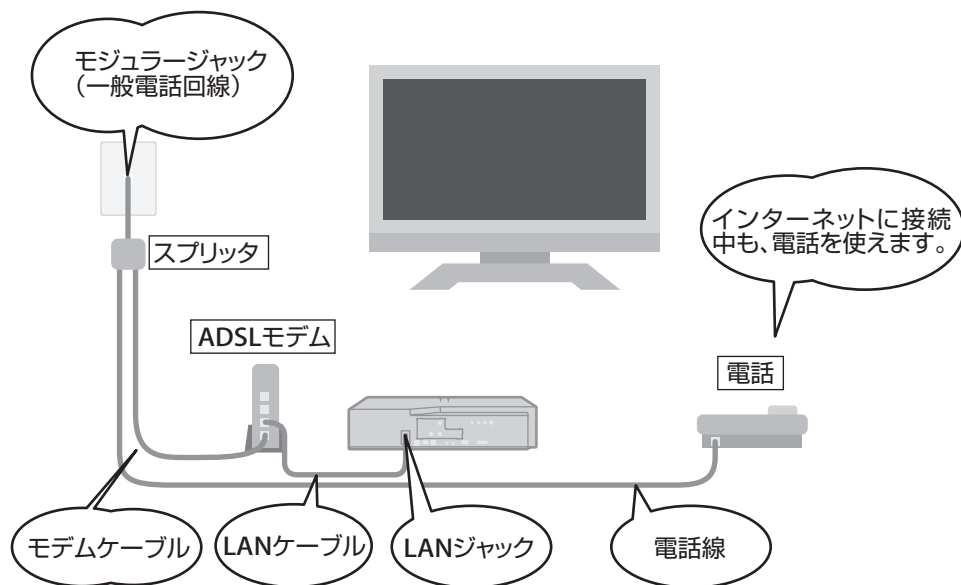 モジュラージャック
（一般電話回線）
スプリッタ
インターネットに接続
中も、電話を使えます。
ADSLモデム
電話
モデムケーブル
LANケーブル
LANジャック
電話線